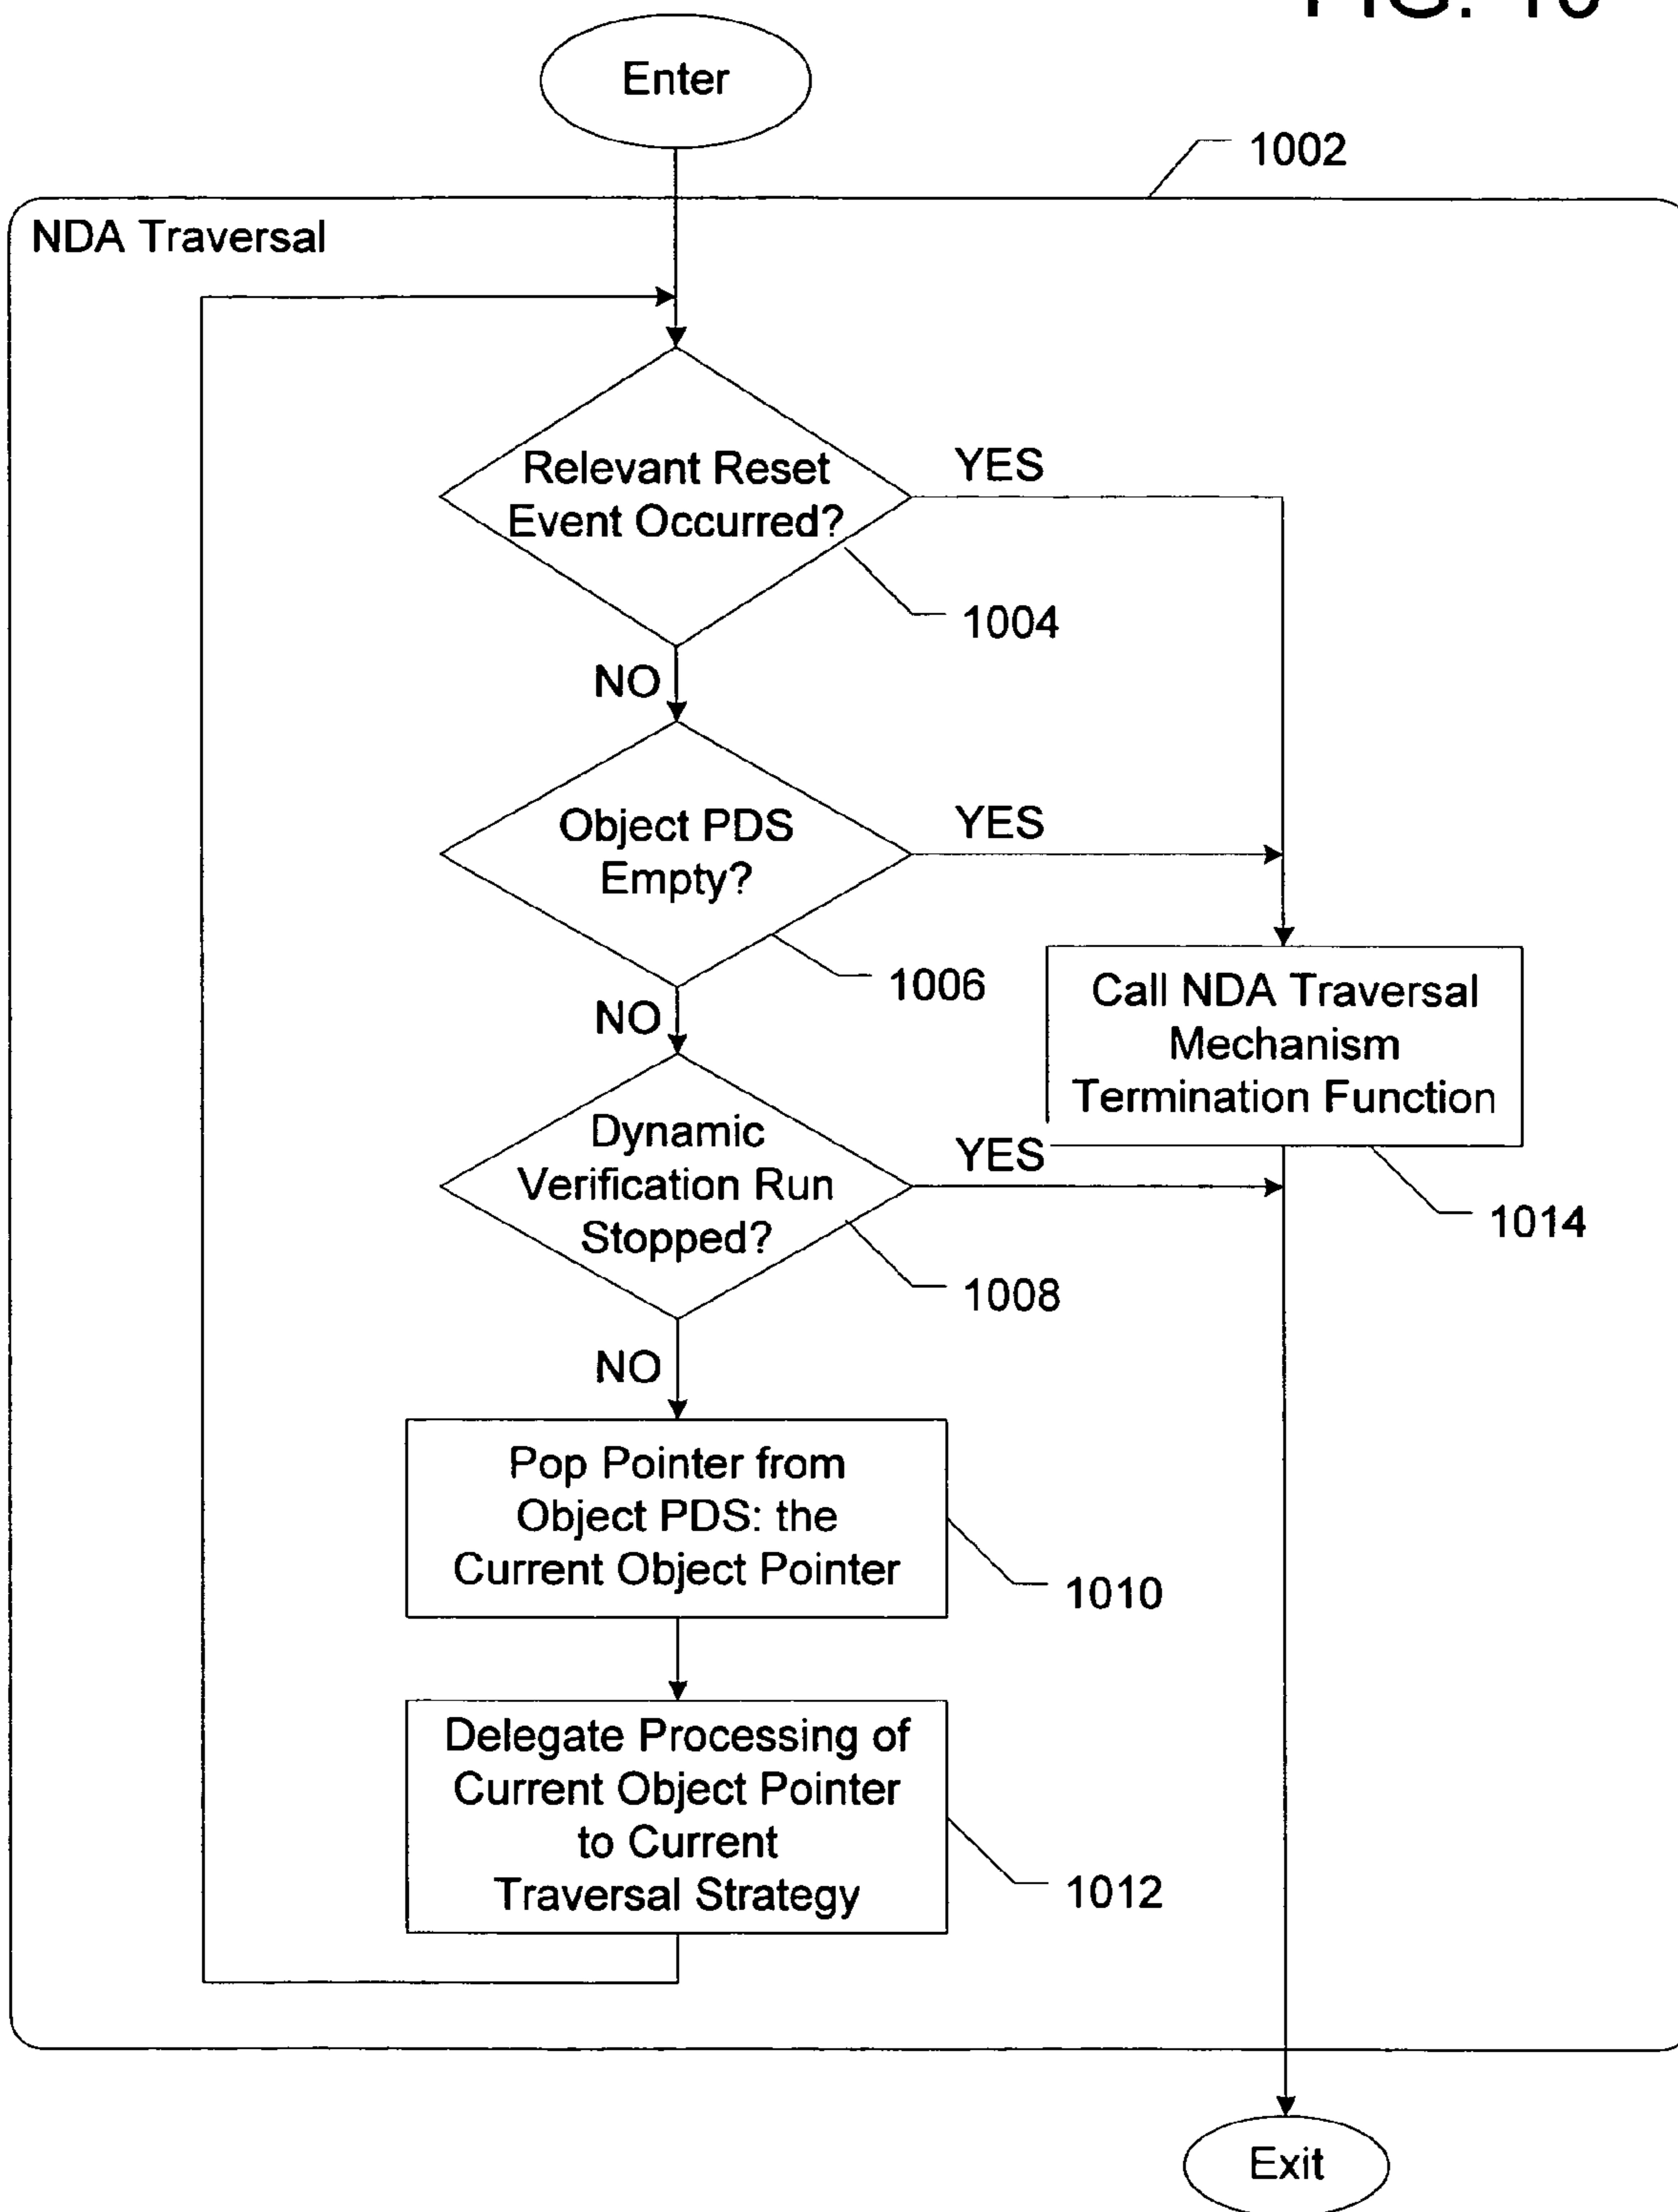 FIG. 10
Enter
1002
NDA Traversal
Relevant Reset
Event Occurred?
YES
1004
NO
Object PDS
Empty?
YES
1006
NO
Call NDA Traversal
Mechanism
Termination Function
1014
Dynamic
Verification Run
Stopped?
YES
1008
NO
Pop Pointer from
Object PDS: the
Current Object Pointer
1010
Delegate Processing of
Current Object Pointer
to Current
Traversal Strategy
1012
Exit